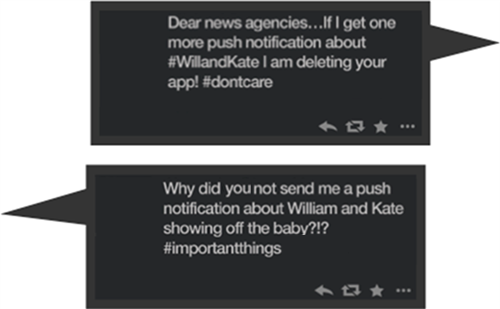 Dear news agencies...If I get one
more push notification about
#WillandKate I am deleting your
app! #dontcare
Why did you not send me a push
notification about William and Kate
showing off the baby?!?
#importantthings